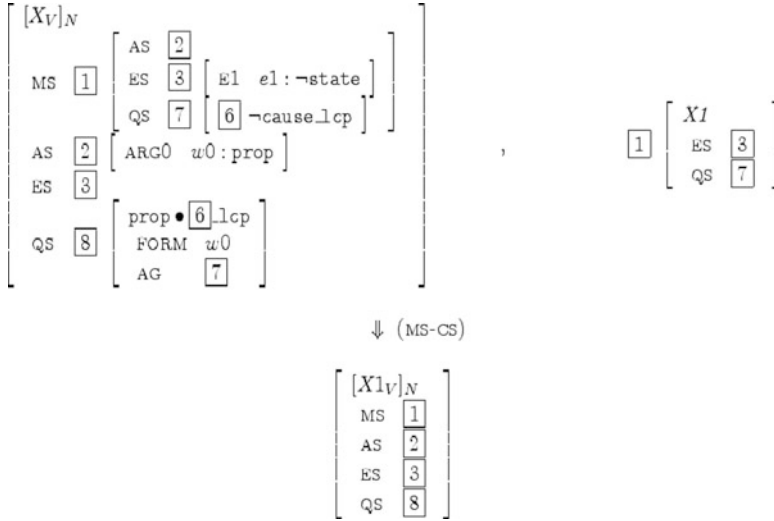 [X_V]_N
MS 1 AS 2
ES 3 E1 e1 : ¬state
QS 7 6 ¬cause_lcp
AS 2 ARG0 w0 : prop
ES 3
QS 8 prop • 6_lcp
FORM w0
AG 7
,
1 X1
ES 3
QS 7
⇓ (MS-CS)
[X1_V]_N
MS 1
AS 2
ES 3
QS 8